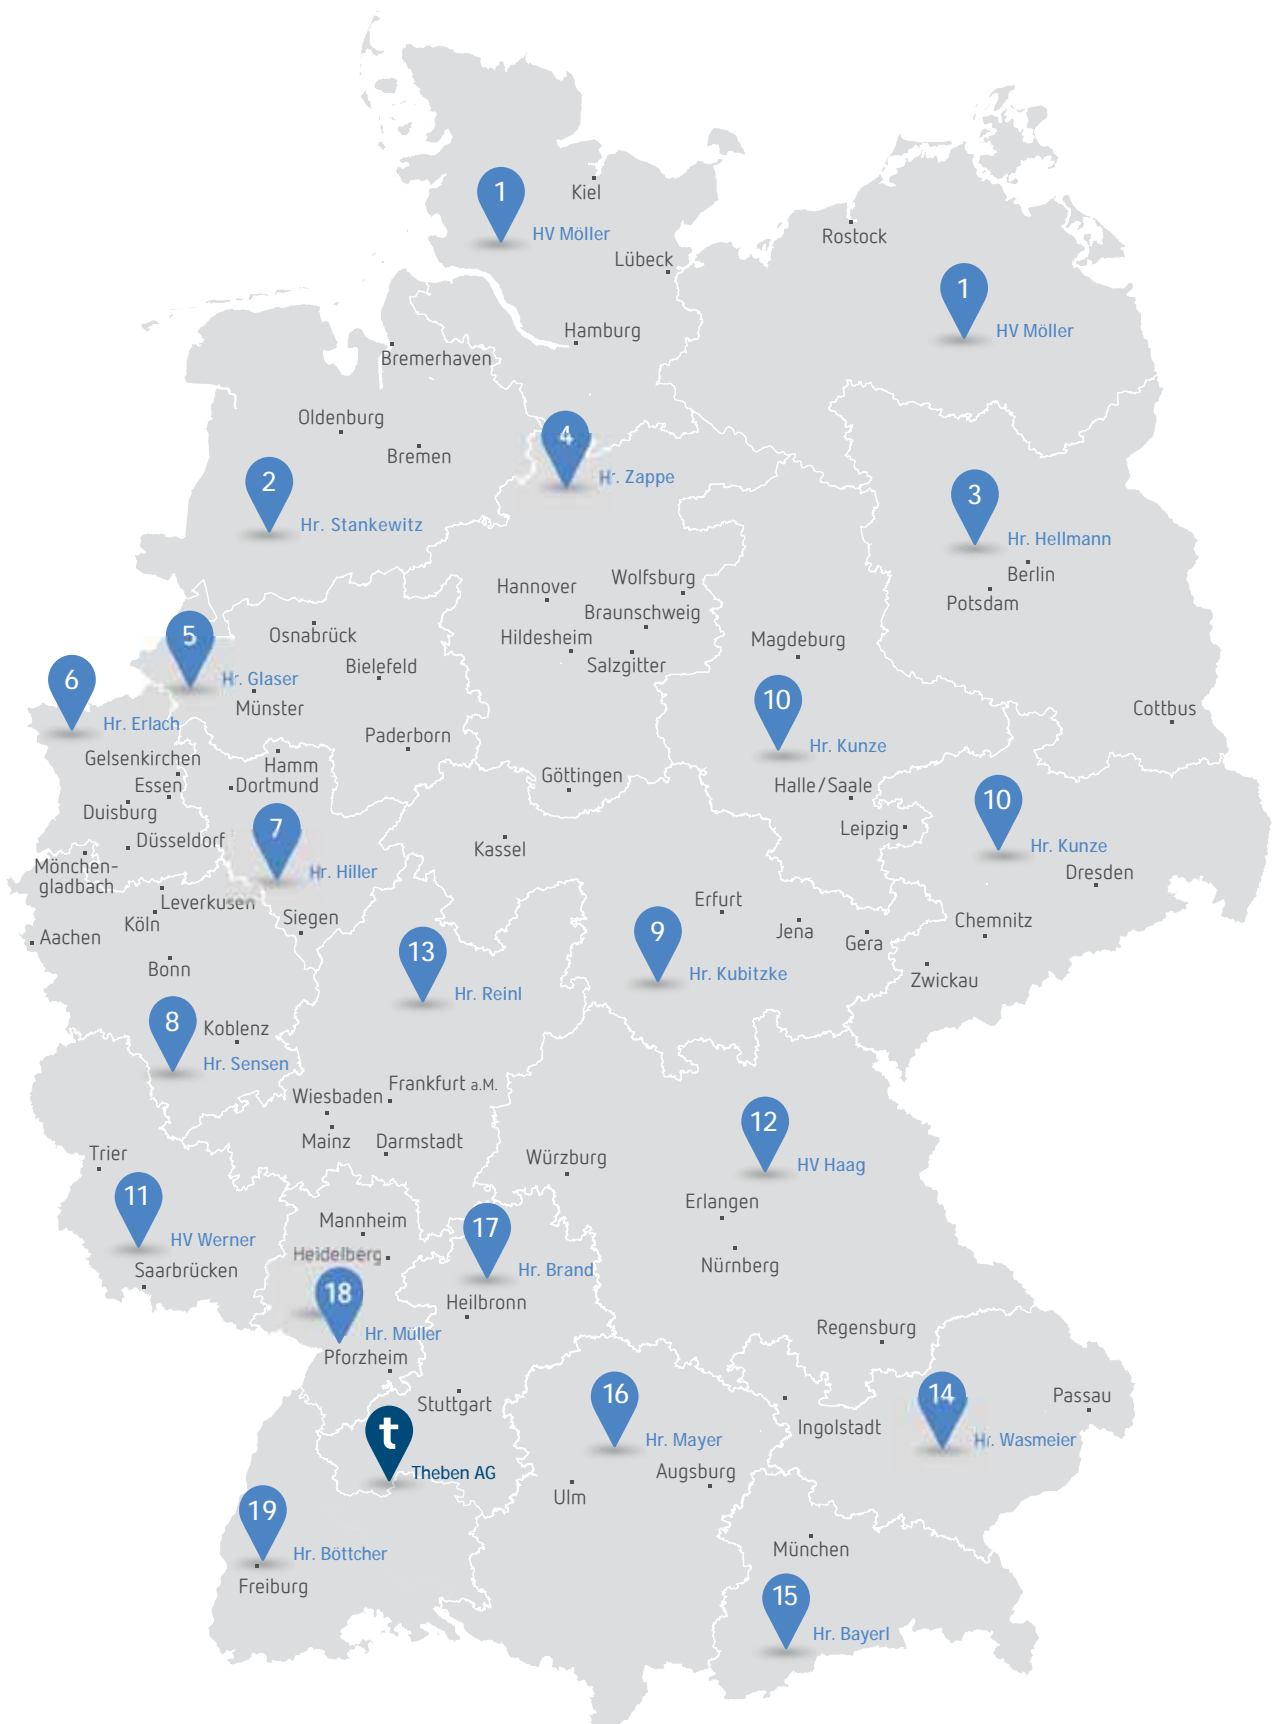 1
Kiel
HV Möller
Lübeck
Rostock
1
HV Möller
Hamburg
Bremerhaven
Oldenburg
Bremen
4
Hr. Zappe
2
Hr. Stankewitz
3
Hr. Hellmann
Berlin
Potsdam
Hannover
Wolfsburg
Braunschweig
Hildesheim
Salzgitter
Magdeburg
5
Osnabrück
Bielefeld
Hr. Glaser
Münster
6
Hr. Erlach
Paderborn
10
Hr. Kunze
Cottbus
Gelsenkirchen
Hamm
Essen
Dortmund
Göttingen
Halle/Saale
Duisburg
10
Leipzig
Hr. Kunze
Düsseldorf
7
Kassel
Mönchen-
gladbach
Hr. Hiller
Dresden
Leverkusen
Köln
Siegen
Erfurt
Jena
Gera
Chemnitz
Aachen
9
Hr. Kubitzke
Zwickau
Bonn
13
Hr. Reinl
8
Koblenz
Hr. Sensen
Wiesbaden
Frankfurt a.M.
Mainz
Darmstadt
12
HV Haag
Trier
Würzburg
11
Erlangen
HV Werner
Mannheim
17
Heidelberg
Hr. Brand
Nürnberg
Saarbrücken
18
Heilbronn
Hr. Müller
Regensburg
Pforzheim
16
14
Passau
Stuttgart
Ingolstadt
Hr. Mayer
Hr. Wasmeier
t
Theben AG
Augsburg
Ulm
19
Hr. Böttcher
München
Freiburg
15
Hr. Bayerl